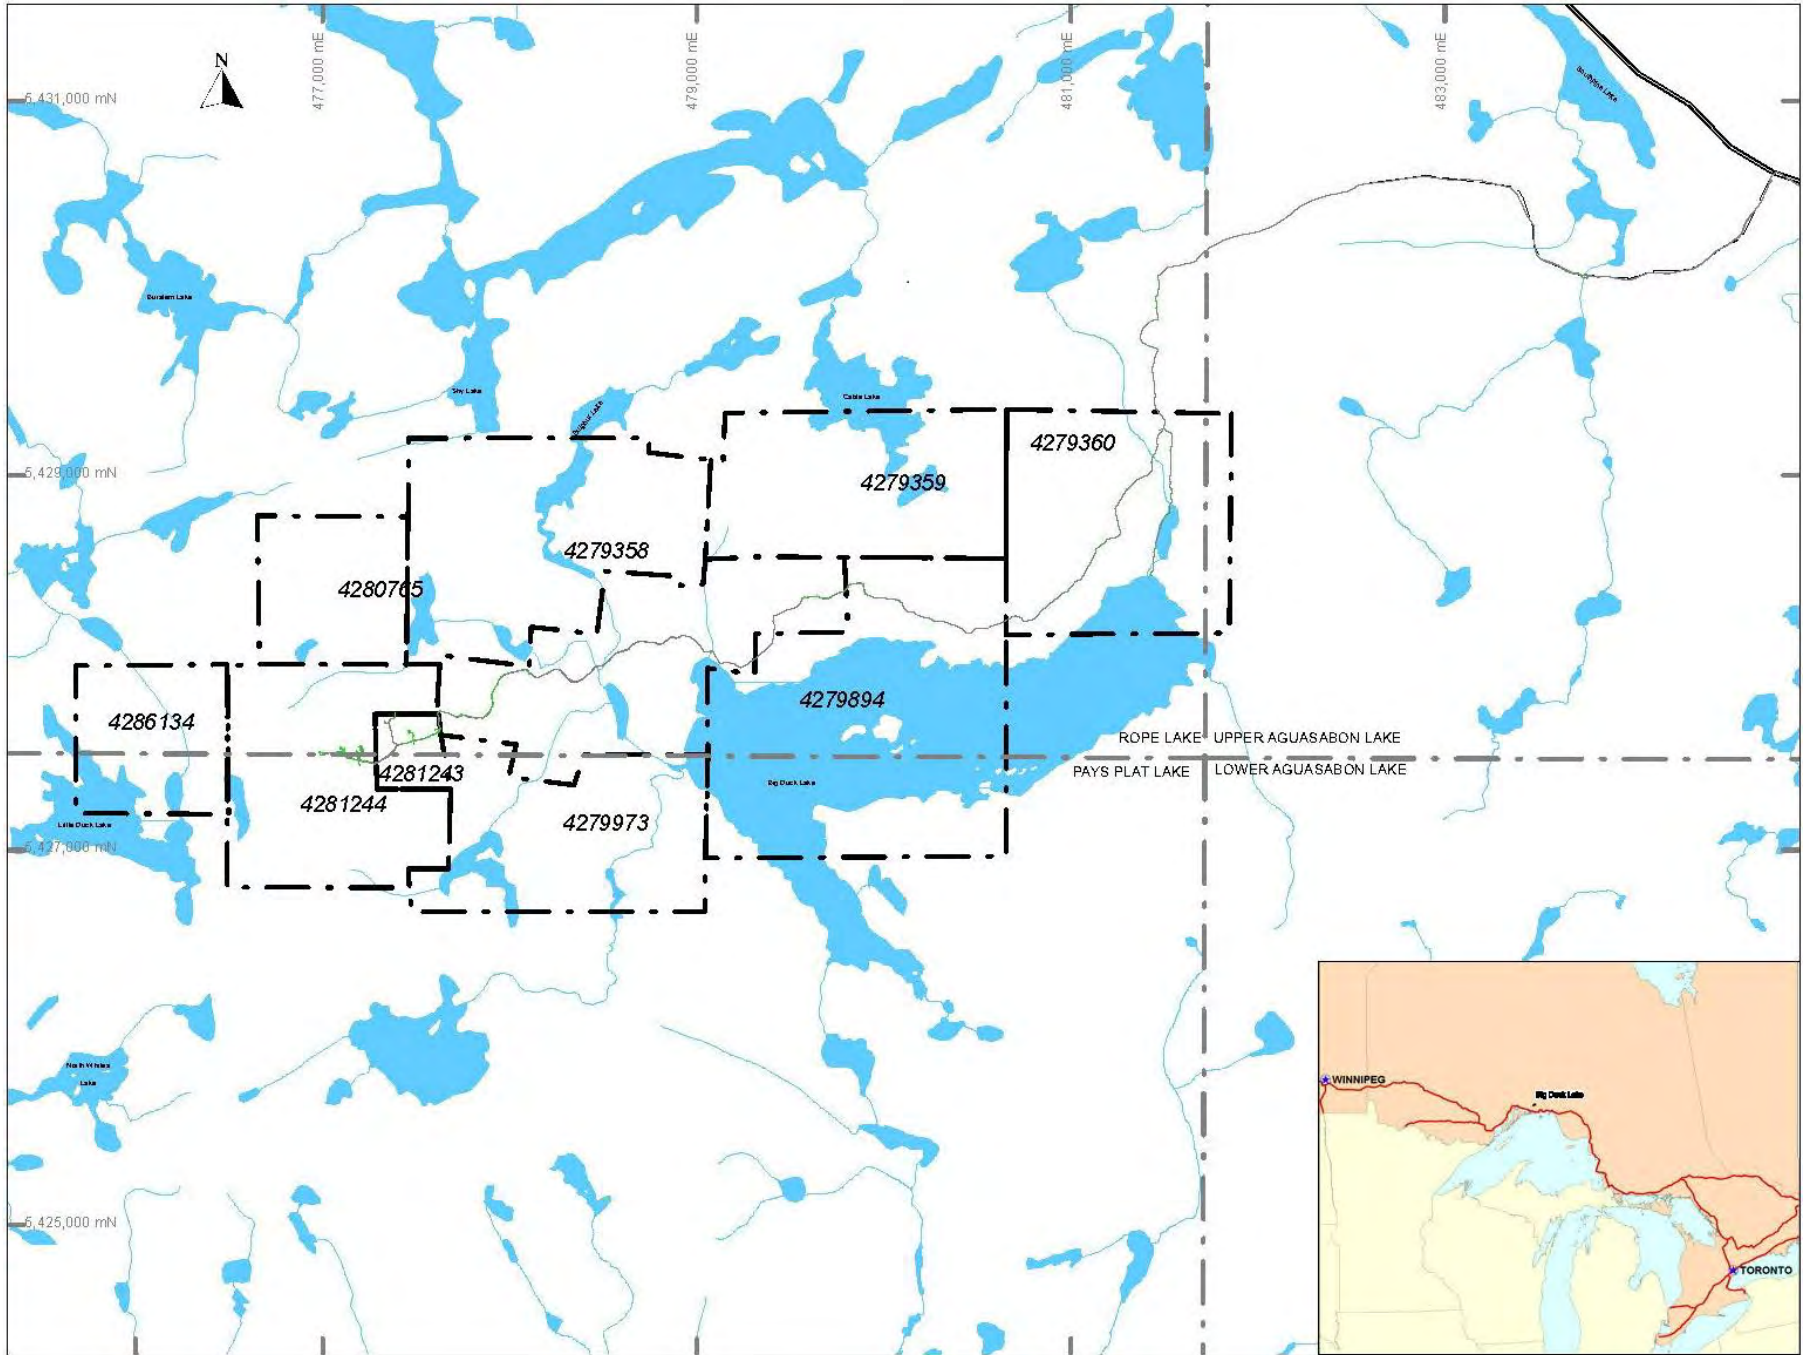 N
477,000 mE
479,000 mE
481,000 mE
483,000 mE
5,431,000 mN
Cable Lake
Sky Lake
4279360
5,429,000 mN
4279359
4279358
4280765
4279894
4286134
ROPE LAKE
UPPER AGUASABON LAKE
PAYS PLAT LAKE
LOWER AGUASABON LAKE
4281243
Big Duck Lake
4281244
4279973
Little Duck Lake
mN
North Whites
Lake
5,425,000 mN
WINNIPEG
Big Duck Lake
TORONTO